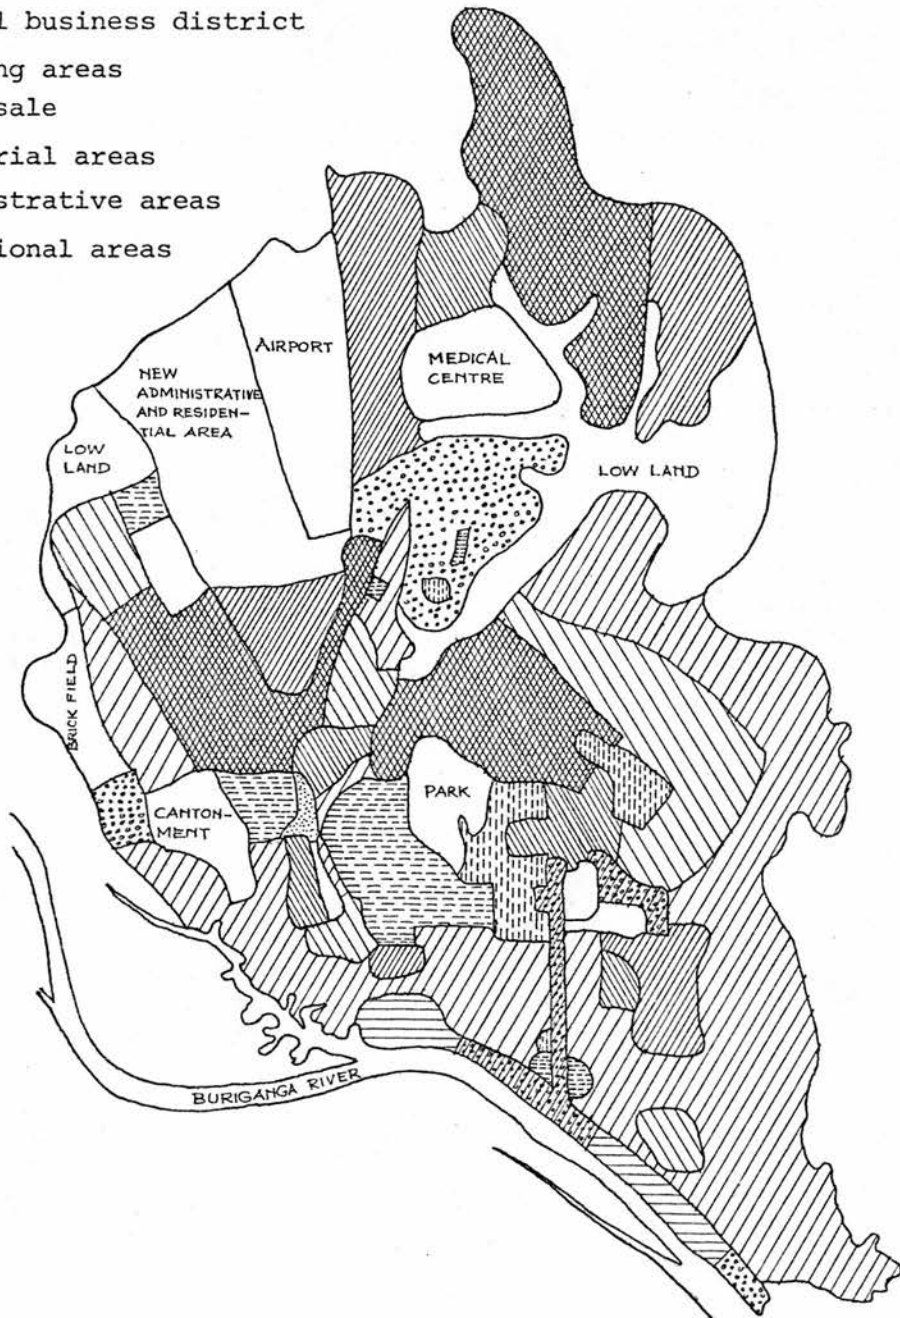 l business district
ng areas
sale
rial areas
strative areas
ional areas
AIRPORT
MEDICAL
CENTRE
NEW
ADMINISTRATIVE
AND RESIDEN-
TIAL AREA
LOW
LAND
LOW LAND
BRICK FIELD
PARK
CANTON-
MENT
BURIGANGA RIVER